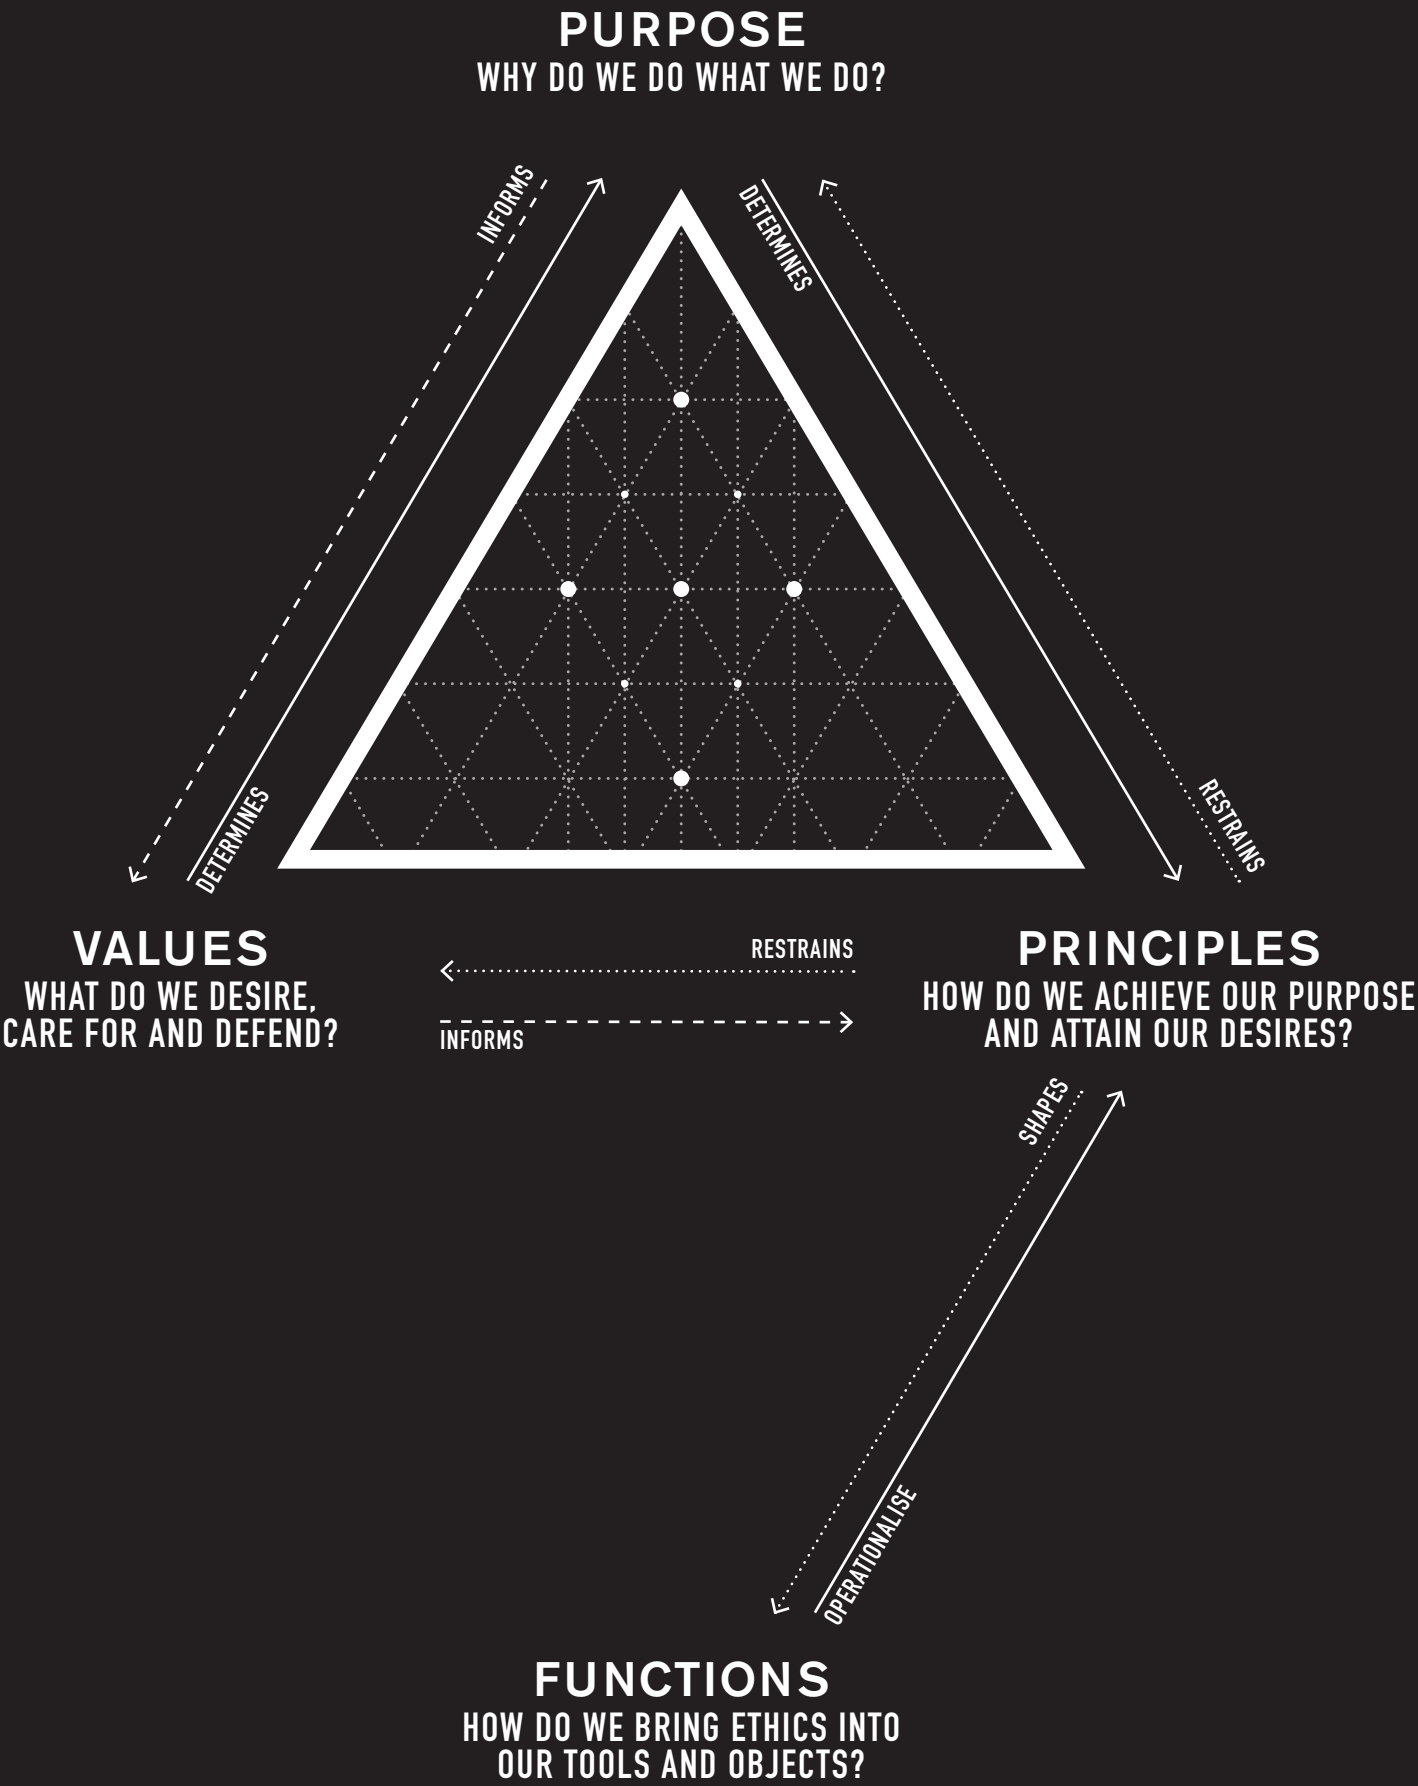 PURPOSE
WHY DO WE DO WHAT WE DO?
INFORMS
DETERMINES
DETERMINES
RESTRAINS
VALUES
WHAT DO WE DESIRE,
CARE FOR AND DEFEND?
RESTRAINS
INFORMS
PRINCIPLES
HOW DO WE ACHIEVE OUR PURPOSE
AND ATTAIN OUR DESIRES?
SHAPES
OPERATIONALISE
FUNCTIONS
HOW DO WE BRING ETHICS INTO
OUR TOOLS AND OBJECTS?